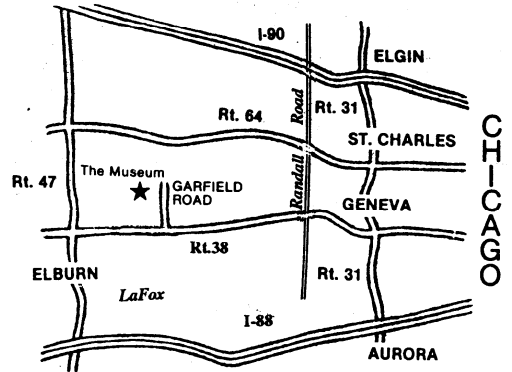 I-90
ELGIN
Rt. 64
Randall Road
Rt. 31
ST. CHARLES
CHICAGO
The Museum
Rt. 47
GARFIELD
ROAD
GENEVA
Rt.38
ELBURN
Rt. 31
LaFox
I-88
AURORA